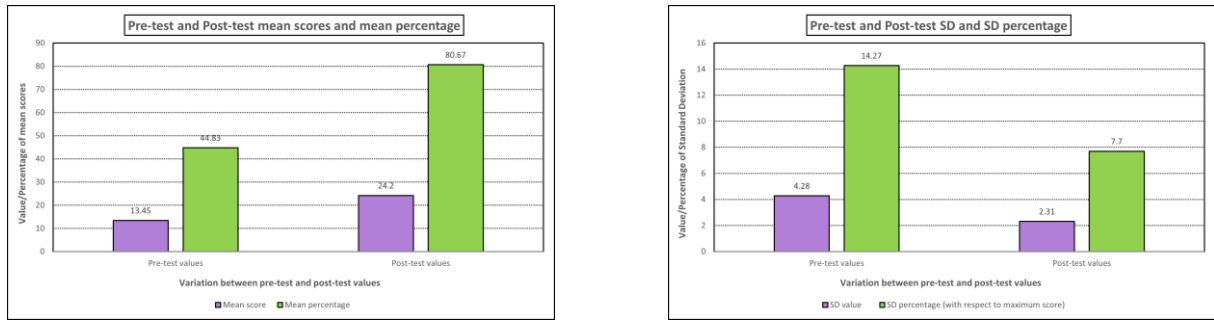 Pre-test and Post-test mean scores and mean percentage
Value/Percentage of mean scores
90
80
70
60
50
40
30
20
10
0
13.45
44.83
24.2
80.67
Pre-test values
Post-test values
Variation between pre-test and post-test values
Mean score
Mean percentage
Pre-test and Post-test SD and SD percentage
Value/Percentage of Standard Deviation
16
14
12
10
8
6
4
2
0
4.28
14.27
2.31
7.7
Pre-test values
Post-test values
Variation between pre-test and post-test values
SD value
SD percentage (with respect to maximum score)